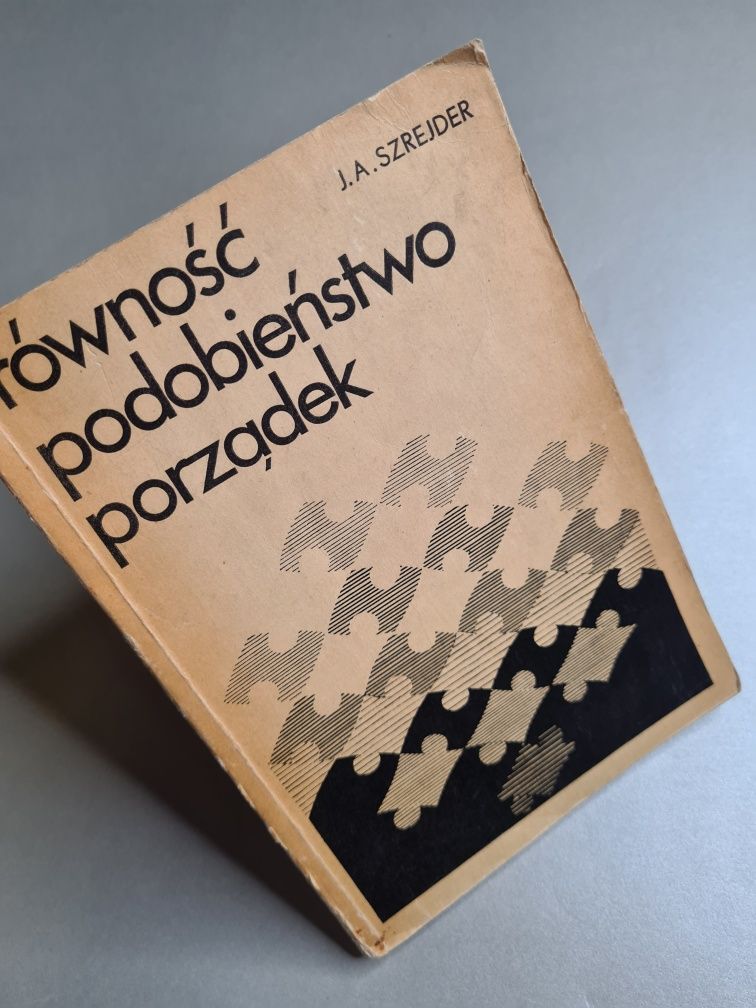 J. A. SZREJDER
równość
podobieństwo
porządek